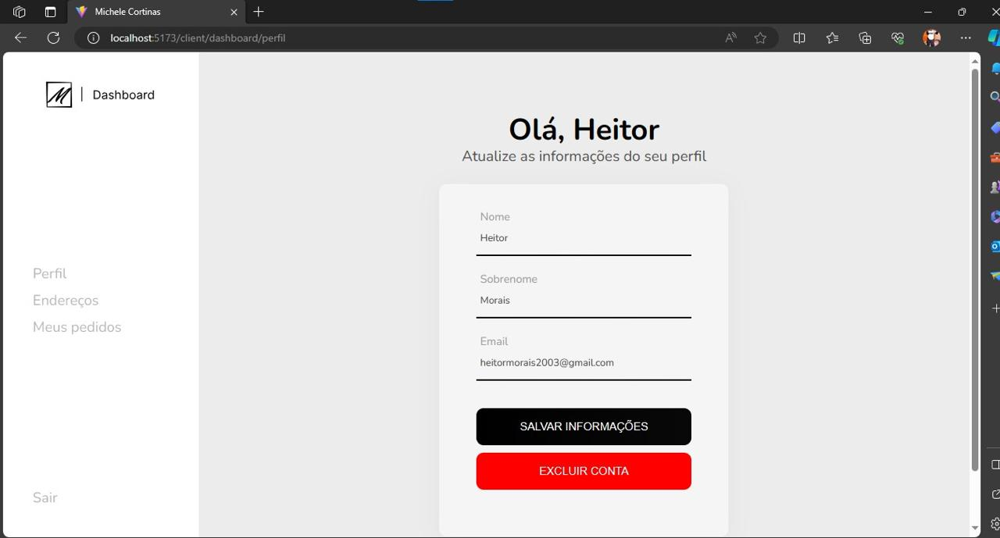 Michele Cortinas
localhost:5173/client/dashboard/perfil
M | Dashboard
Perfil
Endereços
Meus pedidos
Sair
Olá, Heitor
Atualize as informações do seu perfil
Nome
Heitor
Sobrenome
Morais
Email
heitormorais2003@gmail.com
SALVAR INFORMAÇÕES
EXCLUIR CONTA